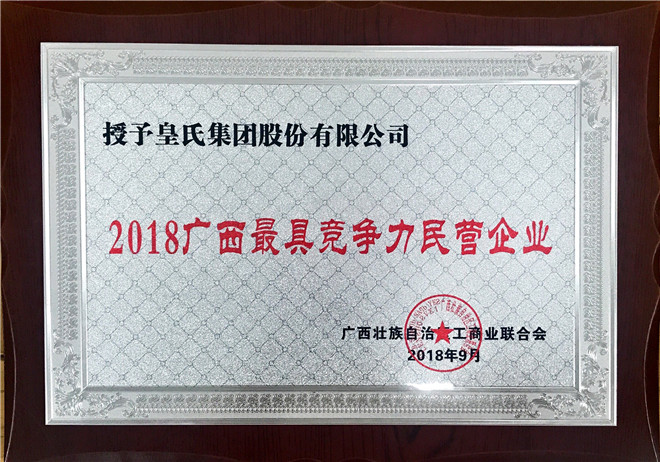 授予皇氏集团股份有限公司
2018广西最具竞争力民营企业
广西壮族自治 工商业联合会
2018年9月